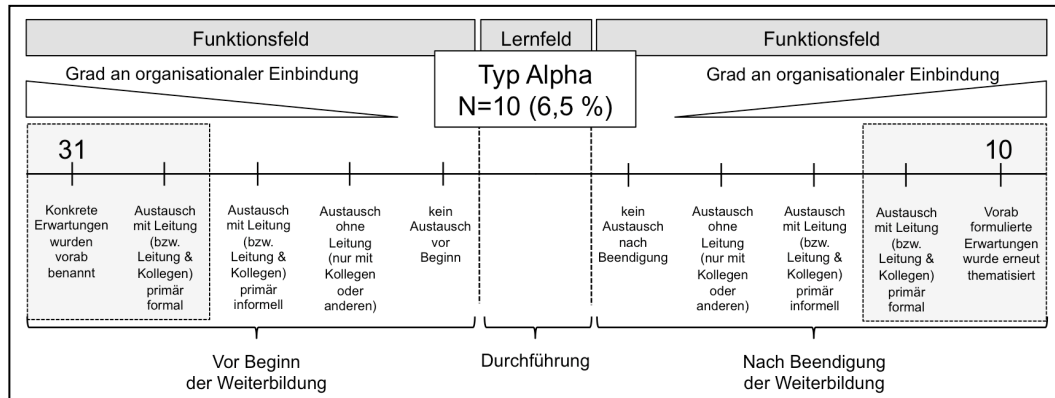 Funktionsfeld
Lernfeld
Funktionsfeld
Grad an organisationaler Einbindung
Typ Alpha
N=10 (6,5 %)
Grad an organisationaler Einbindung
31
10
Konkrete
Erwartungen
wurden
vorab
benannt
Austausch
mit Leitung
(bzw.
Leitung &
Kollegen)
primär
formal
Austausch
mit Leitung
(bzw.
Leitung &
Kollegen)
primär
informell
Austausch
ohne
Leitung
(nur mit
Kollegen
oder
anderen)
kein
Austausch
vor
Beginn
kein
Austausch
nach
Beendigung
Austausch
ohne
Leitung
(nur mit
Kollegen
oder
anderen)
Austausch
mit Leitung
(bzw.
Leitung &
Kollegen)
primär
informell
Austausch
mit Leitung
(bzw.
Leitung &
Kollegen)
primär
formal
Vorab
formulierte
Erwartungen
wurde erneut
thematisiert
Vor Beginn
der Weiterbildung
Durchführung
Nach Beendigung
der Weiterbildung